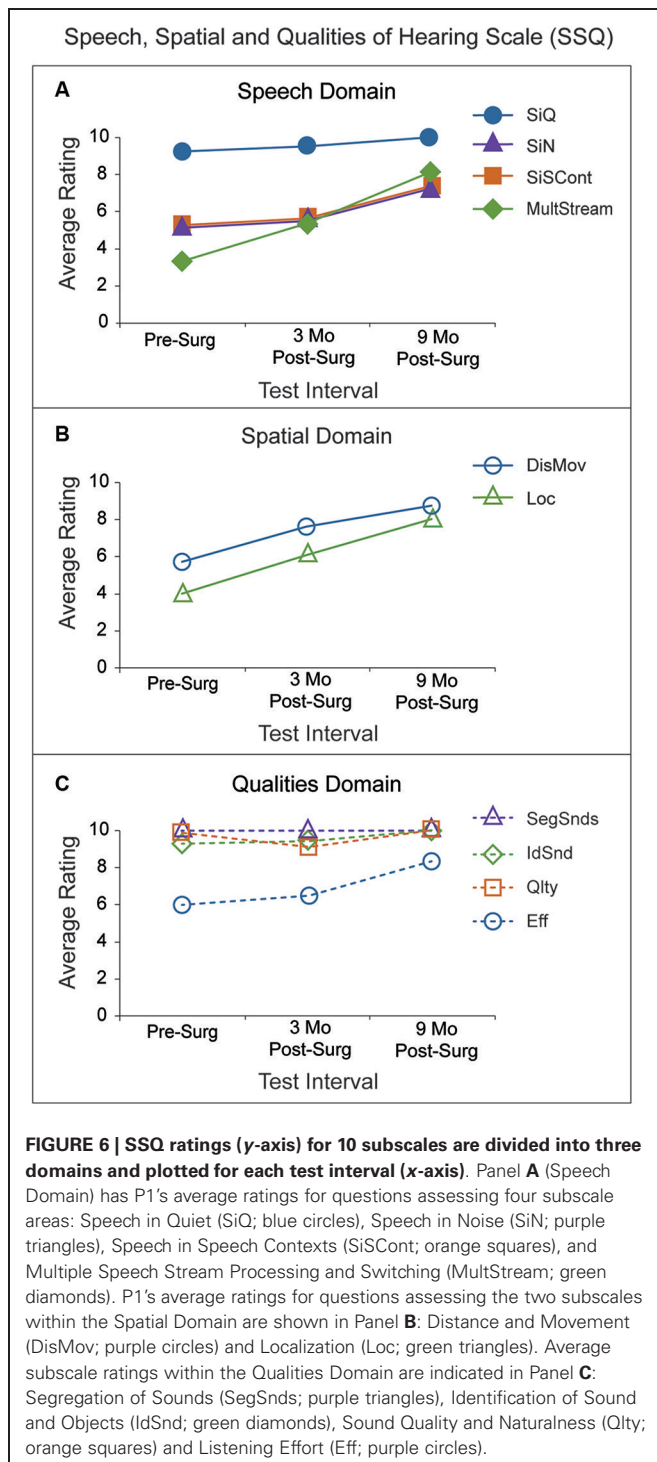 Speech, Spatial and Qualities of Hearing Scale (SSQ)
A
Speech Domain
SiQ
SiN
SiSCont
MultStream
Average Rating
10
8
6
4
2
0
Pre-Surg
3 Mo
Post-Surg
9 Mo
Post-Surg
Test Interval
B
Spatial Domain
DisMov
Loc
Average Rating
10
8
6
4
2
0
Pre-Surg
3 Mo
Post-Surg
9 Mo
Post-Surg
Test Interval
C
Qualities Domain
SegSnds
IdSnd
Qlty
Eff
Average Rating
10
8
6
4
2
0
Pre-Surg
3 Mo
Post-Surg
9 Mo
Post-Surg
Test Interval
FIGURE 6 | SSQ ratings (y-axis) for 10 subscales are divided into three
domains and plotted for each test interval (x-axis). Panel A (Speech
Domain) has P1's average ratings for questions assessing four subscale
areas: Speech in Quiet (SiQ; blue circles), Speech in Noise (SiN; purple
triangles), Speech in Speech Contexts (SiSCont; orange squares), and
Multiple Speech Stream Processing and Switching (MultStream; green
diamonds). P1's average ratings for questions assessing the two subscales
within the Spatial Domain are shown in Panel B: Distance and Movement
(DisMov; purple circles) and Localization (Loc; green triangles). Average
subscale ratings within the Qualities Domain are indicated in Panel C:
Segregation of Sounds (SegSnds; purple triangles), Identification of Sound
and Objects (IdSnd; green diamonds), Sound Quality and Naturalness (Qlty;
orange squares) and Listening Effort (Eff; purple circles).